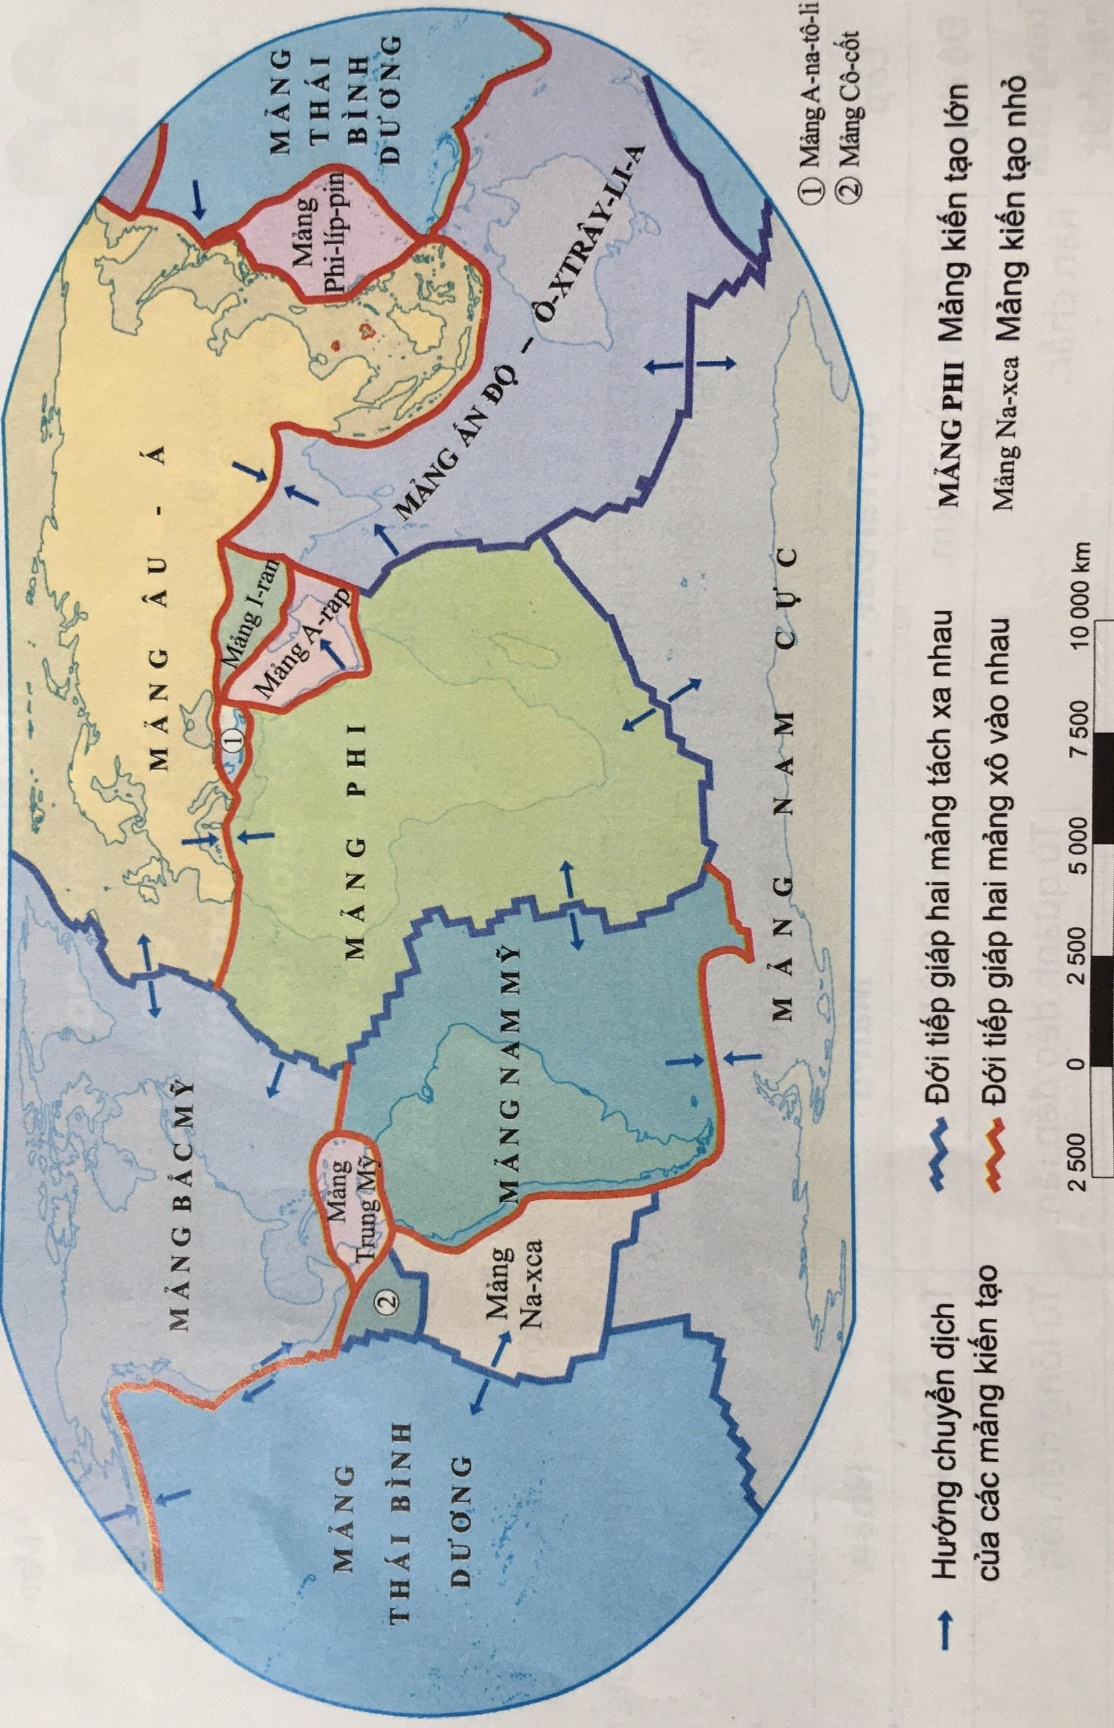 MẢNG BẮC MỸ
MẢNG ÂU - Á
MẢNG
THÁI BÌNH
DƯƠNG
MẢNG
THÁI
BÌNH
DƯƠNG
Mảng
Phi-líp-pin
Mảng I-ran
Mảng A-rap
①
Mảng
Trung Mỹ
②
MẢNG PHI
MẢNG ẤN ĐỘ – Ô-XTRÂY-LI-A
Mảng
Na-xca
MẢNG NAM MỸ
MẢNG NAM CỰC
① Mảng A-na-tô-li
② Mảng Cô-cốt
Hướng chuyển dịch
của các mảng kiến tạo
Đới tiếp giáp hai mảng tách xa nhau
Đới tiếp giáp hai mảng xô vào nhau
MẢNG PHI Mảng kiến tạo lớn
Mảng Na-xca Mảng kiến tạo nhỏ
2 500 0 2 500 5 000 7 500 10 000 km